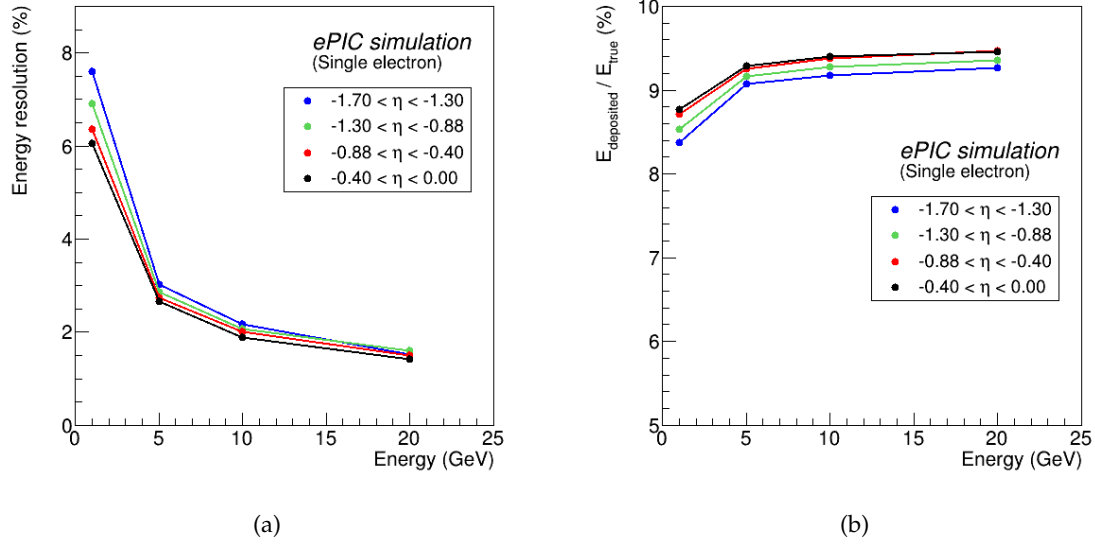 Energy resolution (%)
8
6
4
2
0
0 5 10 15 20 25
Energy (GeV)
ePIC simulation
(Single electron)
-1.70 < η < -1.30
-1.30 < η < -0.88
-0.88 < η < -0.40
-0.40 < η < 0.00
(a)
E_deposited / E_true (%)
10
9
8
7
6
5
0 5 10 15 20 25
Energy (GeV)
ePIC simulation
(Single electron)
-1.70 < η < -1.30
-1.30 < η < -0.88
-0.88 < η < -0.40
-0.40 < η < 0.00
(b)